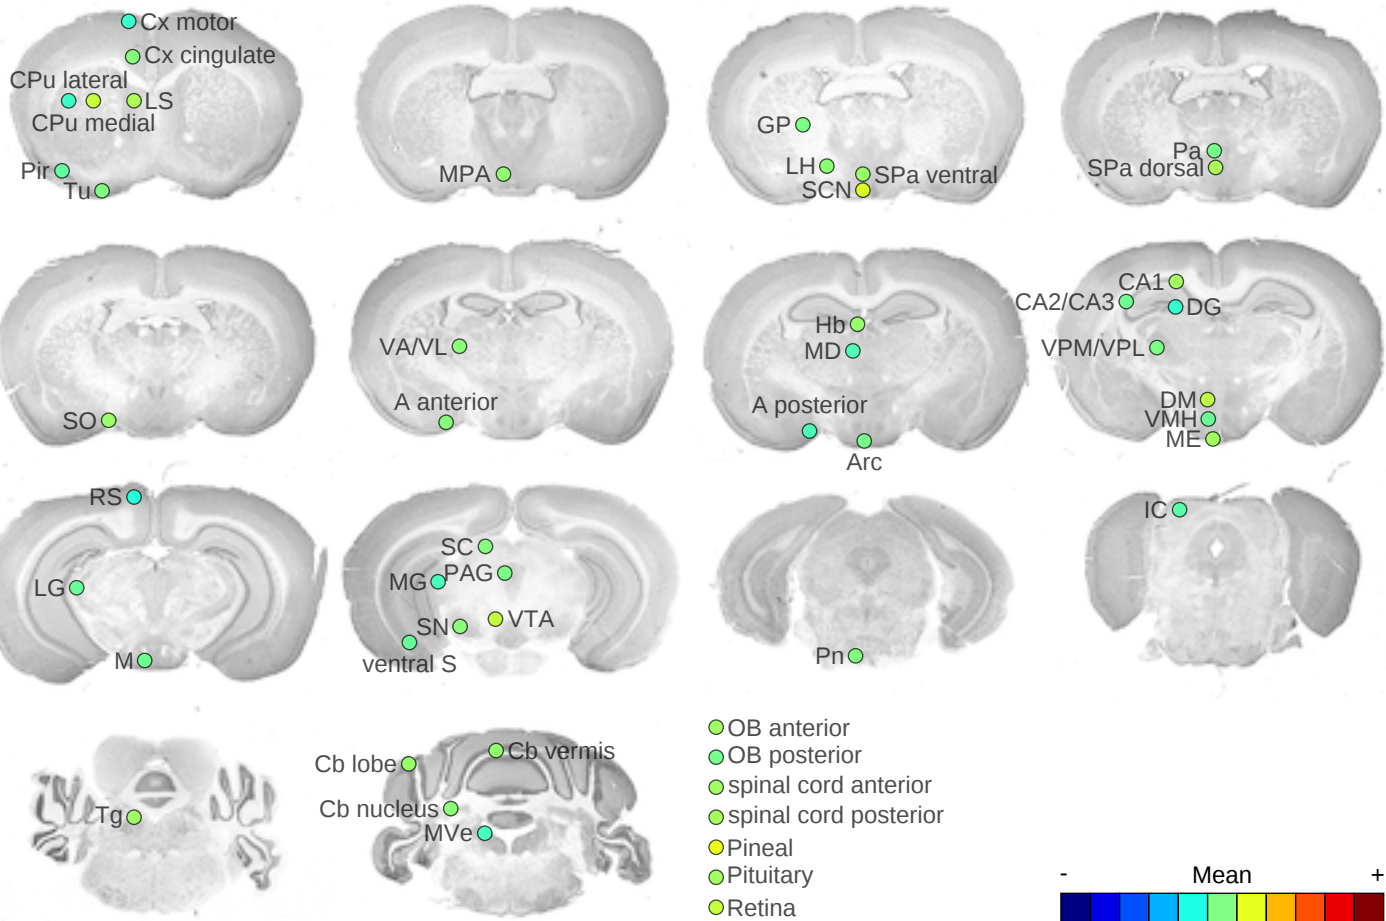 Cx motor
Cx cingulate
CPu lateral
LS
CPu medial
Pir
Tu
MPA
GP
LH
SPa ventral
SCN
Pa
SPa dorsal
SO
VA/VL
A anterior
Hb
MD
A posterior
Arc
CA1
CA2/CA3
DG
VPM/VPL
DM
VMH
ME
RS
LG
M
SC
MG
PAG
SN
VTA
ventral S
Pn
IC
Tg
Cb lobe
Cb vermis
Cb nucleus
MVe
OB anterior
OB posterior
spinal cord anterior
spinal cord posterior
Pineal
Pituitary
Retina
- Mean +